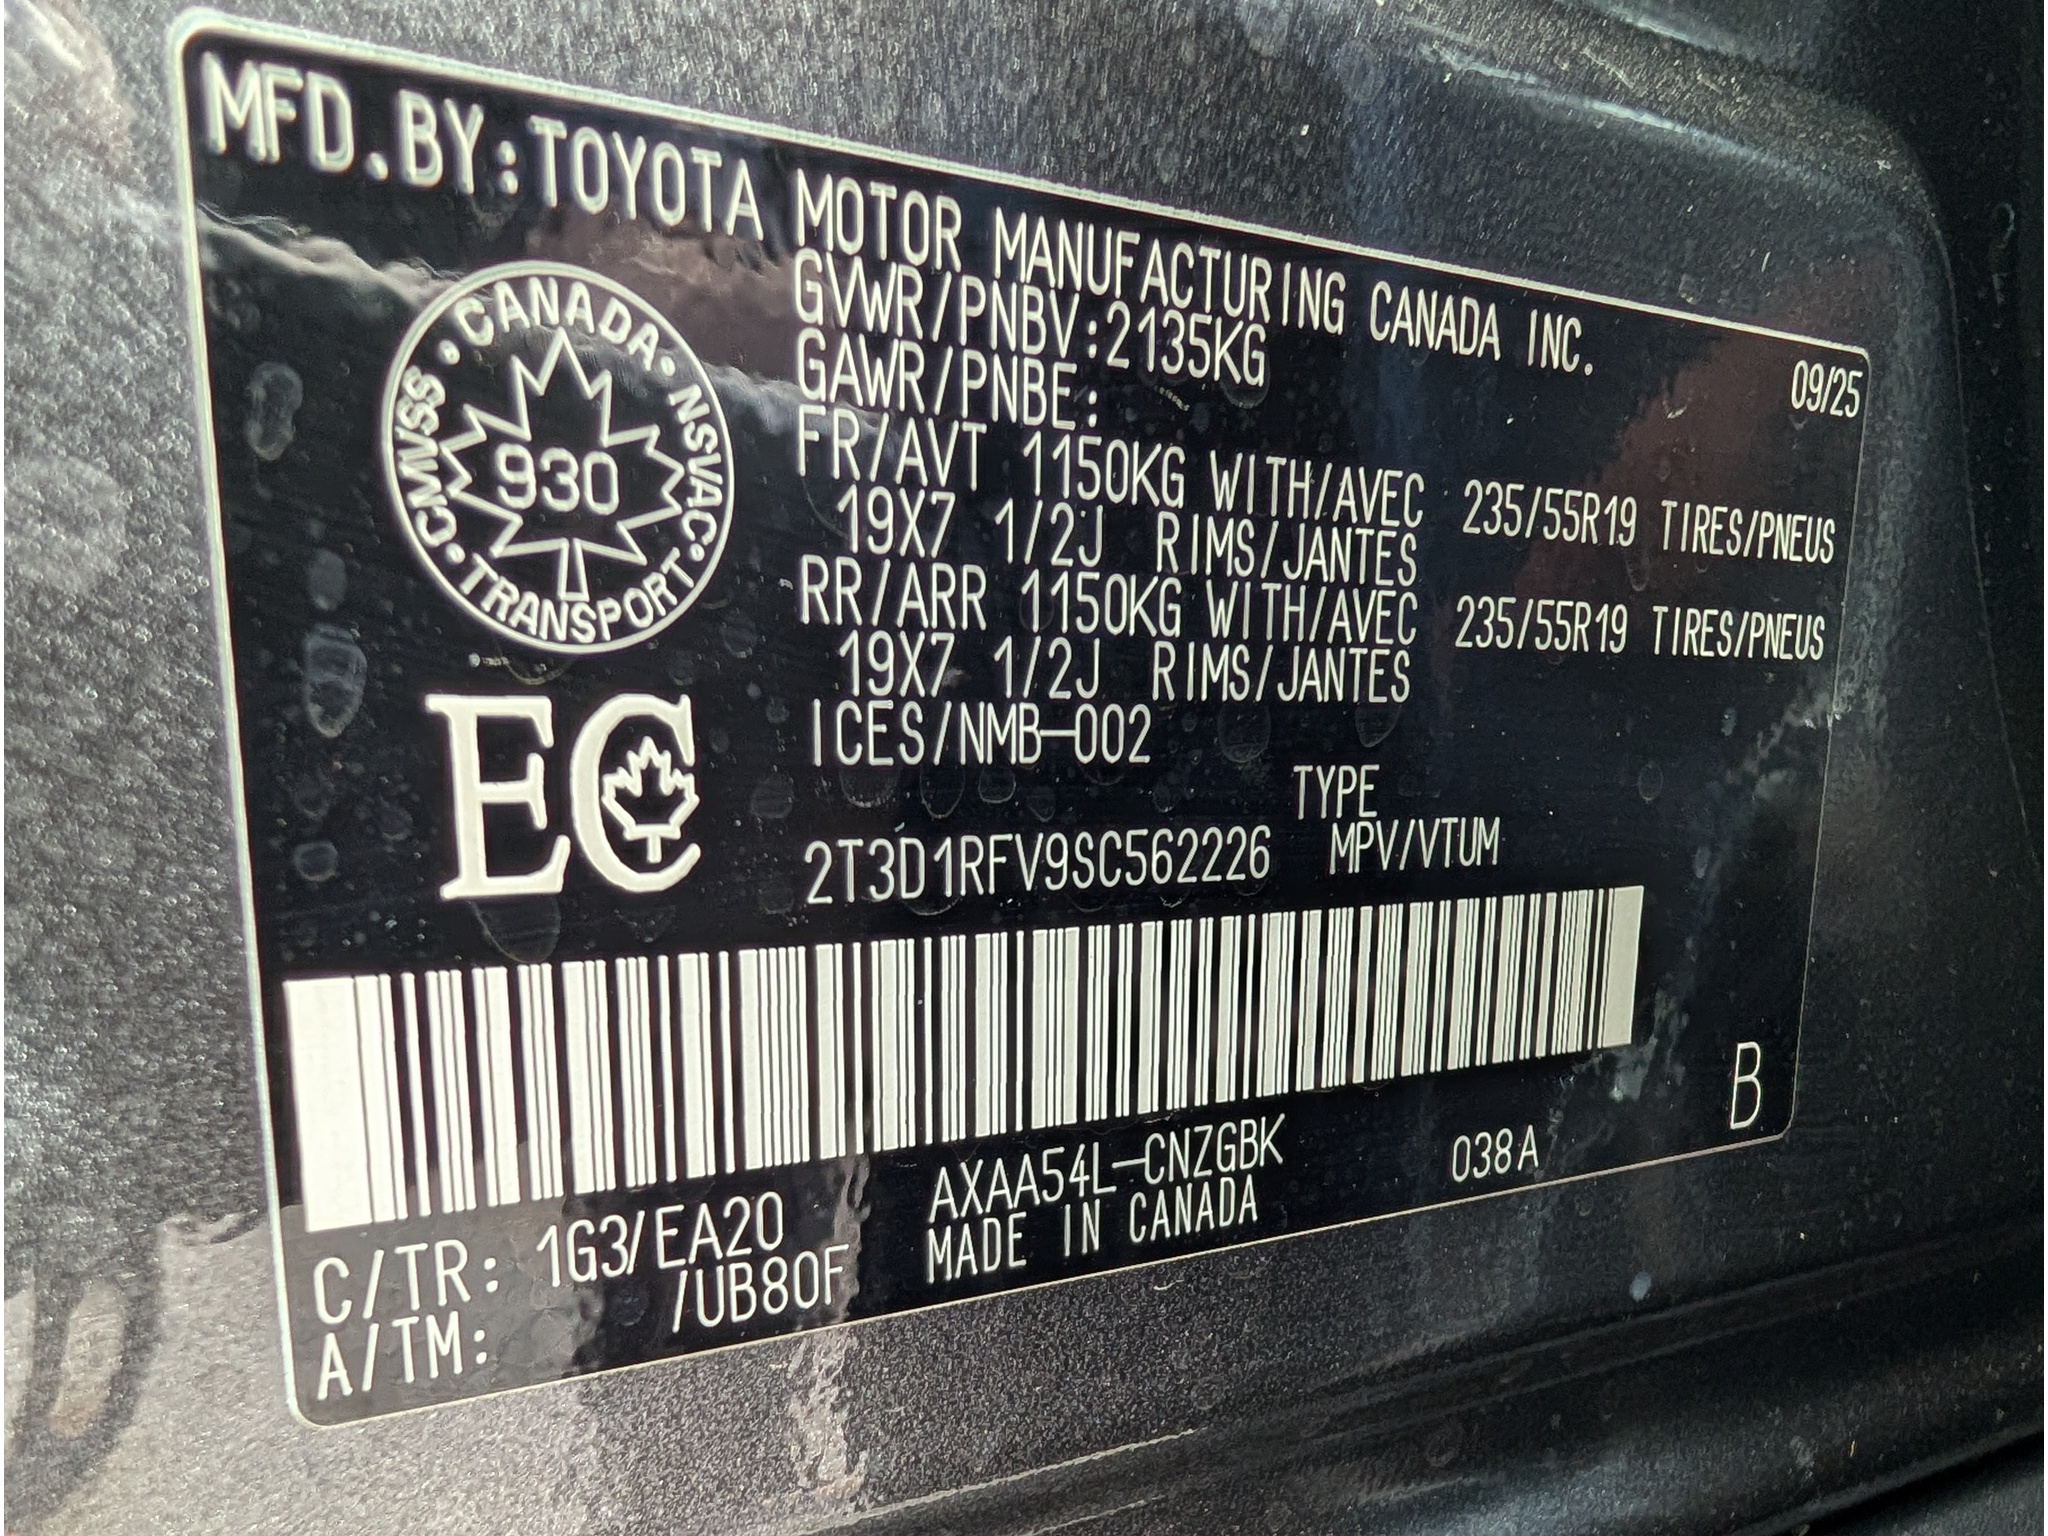 MFD.BY:TOYOTA MOTOR MANUFACTURING CANADA INC.
09/25
GVWR/PNBV:2135KG
GAWR/PNBE:
FR/AVT 1150KG WITH/AVEC 235/55R19 TIRES/PNEUS
19X7 1/2J RIMS/JANTES
RR/ARR 1150KG WITH/AVEC 235/55R19 TIRES/PNEUS
19X7 1/2J RIMS/JANTES
ICES/NMB-002
CMVSS • CANADA • NSVAC • TRANSPORT •
930
EC
TYPE
2T3D1RFV9SC562226 MPV/VTUM
AXAA54L-CNZGBK 038A B
MADE IN CANADA
C/TR: 1G3/EA20
A/TM: /UB80F